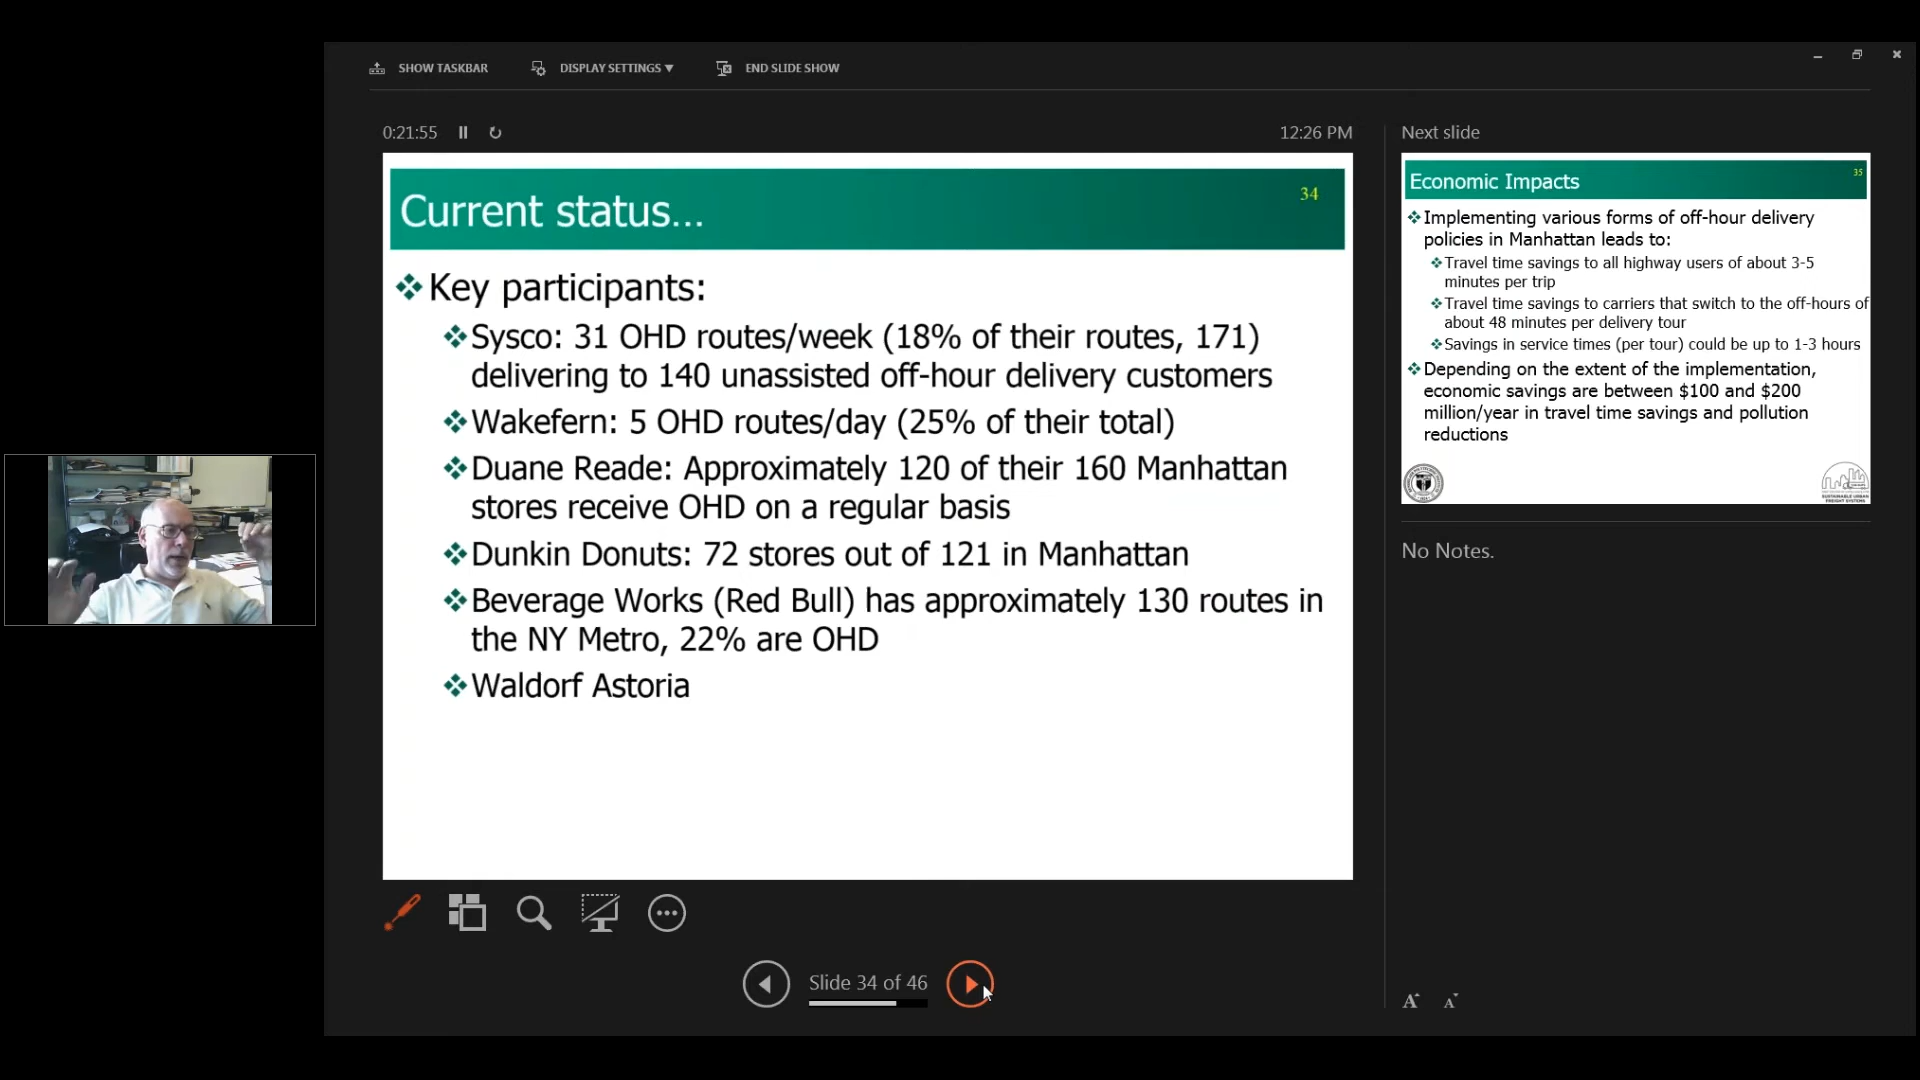 SHOW TASKBAR
DISPLAY SETTINGS
END SLIDE SHOW
0:21:55
12:26 PM
Current status...
34
Key participants:
Sysco: 31 OHD routes/week (18% of their routes, 171)
delivering to 140 unassisted off-hour delivery customers
Wakefern: 5 OHD routes/day (25% of their total)
Duane Reade: Approximately 120 of their 160 Manhattan
stores receive OHD on a regular basis
Dunkin Donuts: 72 stores out of 121 in Manhattan
Beverage Works (Red Bull) has approximately 130 routes in
the NY Metro, 22% are OHD
Waldorf Astoria
Slide 34 of 46
Next slide
Economic Impacts
35
Implementing various forms of off-hour delivery
policies in Manhattan leads to:
Travel time savings to all highway users of about 3-5
minutes per trip
Travel time savings to carriers that switch to the off-hours of
about 48 minutes per delivery tour
Savings in service times (per tour) could be up to 1-3 hours
Depending on the extent of the implementation,
economic savings are between $100 and $200
million/year in travel time savings and pollution
reductions
SUSTAINABLE URBAN
FREIGHT SYSTEMS
No Notes.
A A